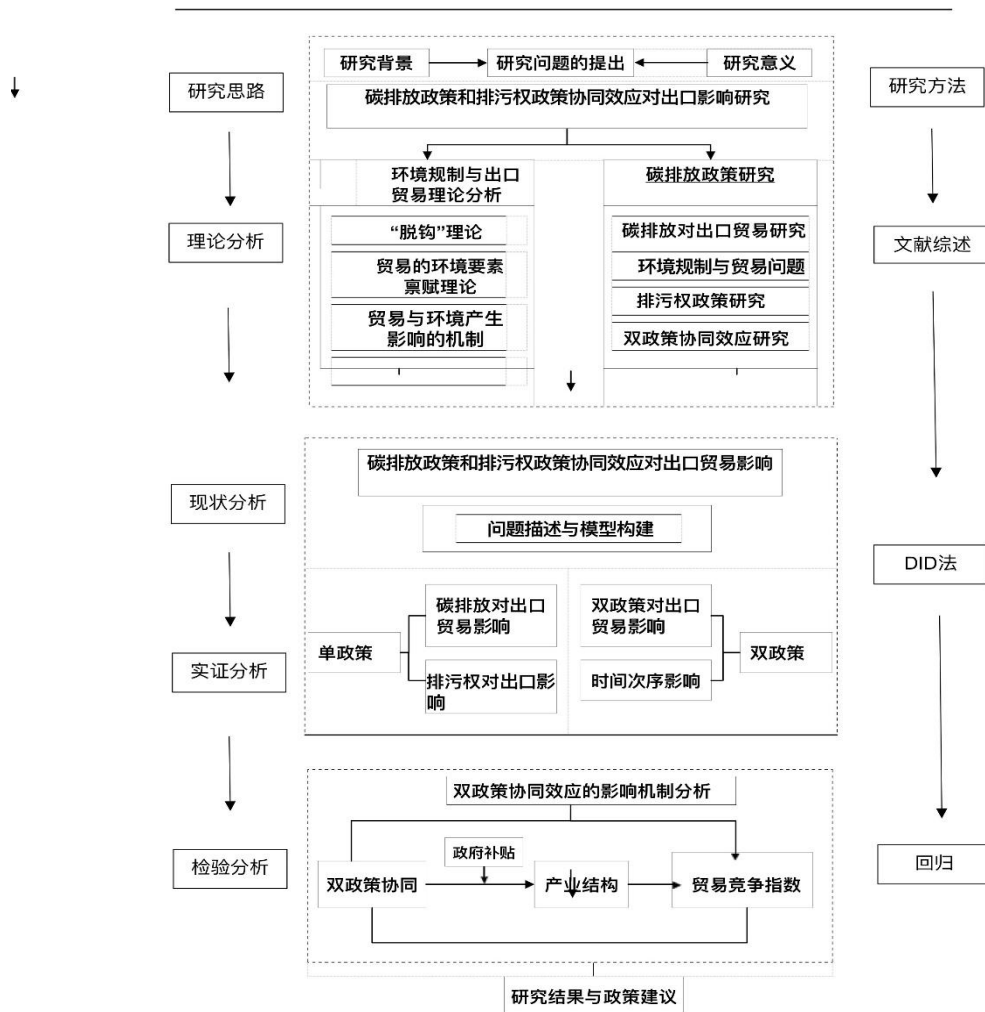 研究背景
研究问题的提出
研究意义
研究思路
碳排放政策和排污权政策协同效应对出口影响研究
研究方法
环境规制与出口
贸易理论分析
碳排放政策研究
理论分析
“脱钩”理论
贸易的环境要素
禀赋理论
贸易与环境产生
影响的机制
碳排放对出口贸易研究
环境规制与贸易问题
排污权政策研究
双政策协同效应研究
文献综述
现状分析
碳排放政策和排污权政策协同效应对出口贸易影响
问题描述与模型构建
DID法
实证分析
单政策
碳排放对出口
贸易影响
排污权对出口影
响
双政策对出口
贸易影响
时间次序影响
双政策
双政策协同效应的影响机制分析
检验分析
双政策协同
政府补贴
产业结构
贸易竞争指数
回归
研究结果与政策建议